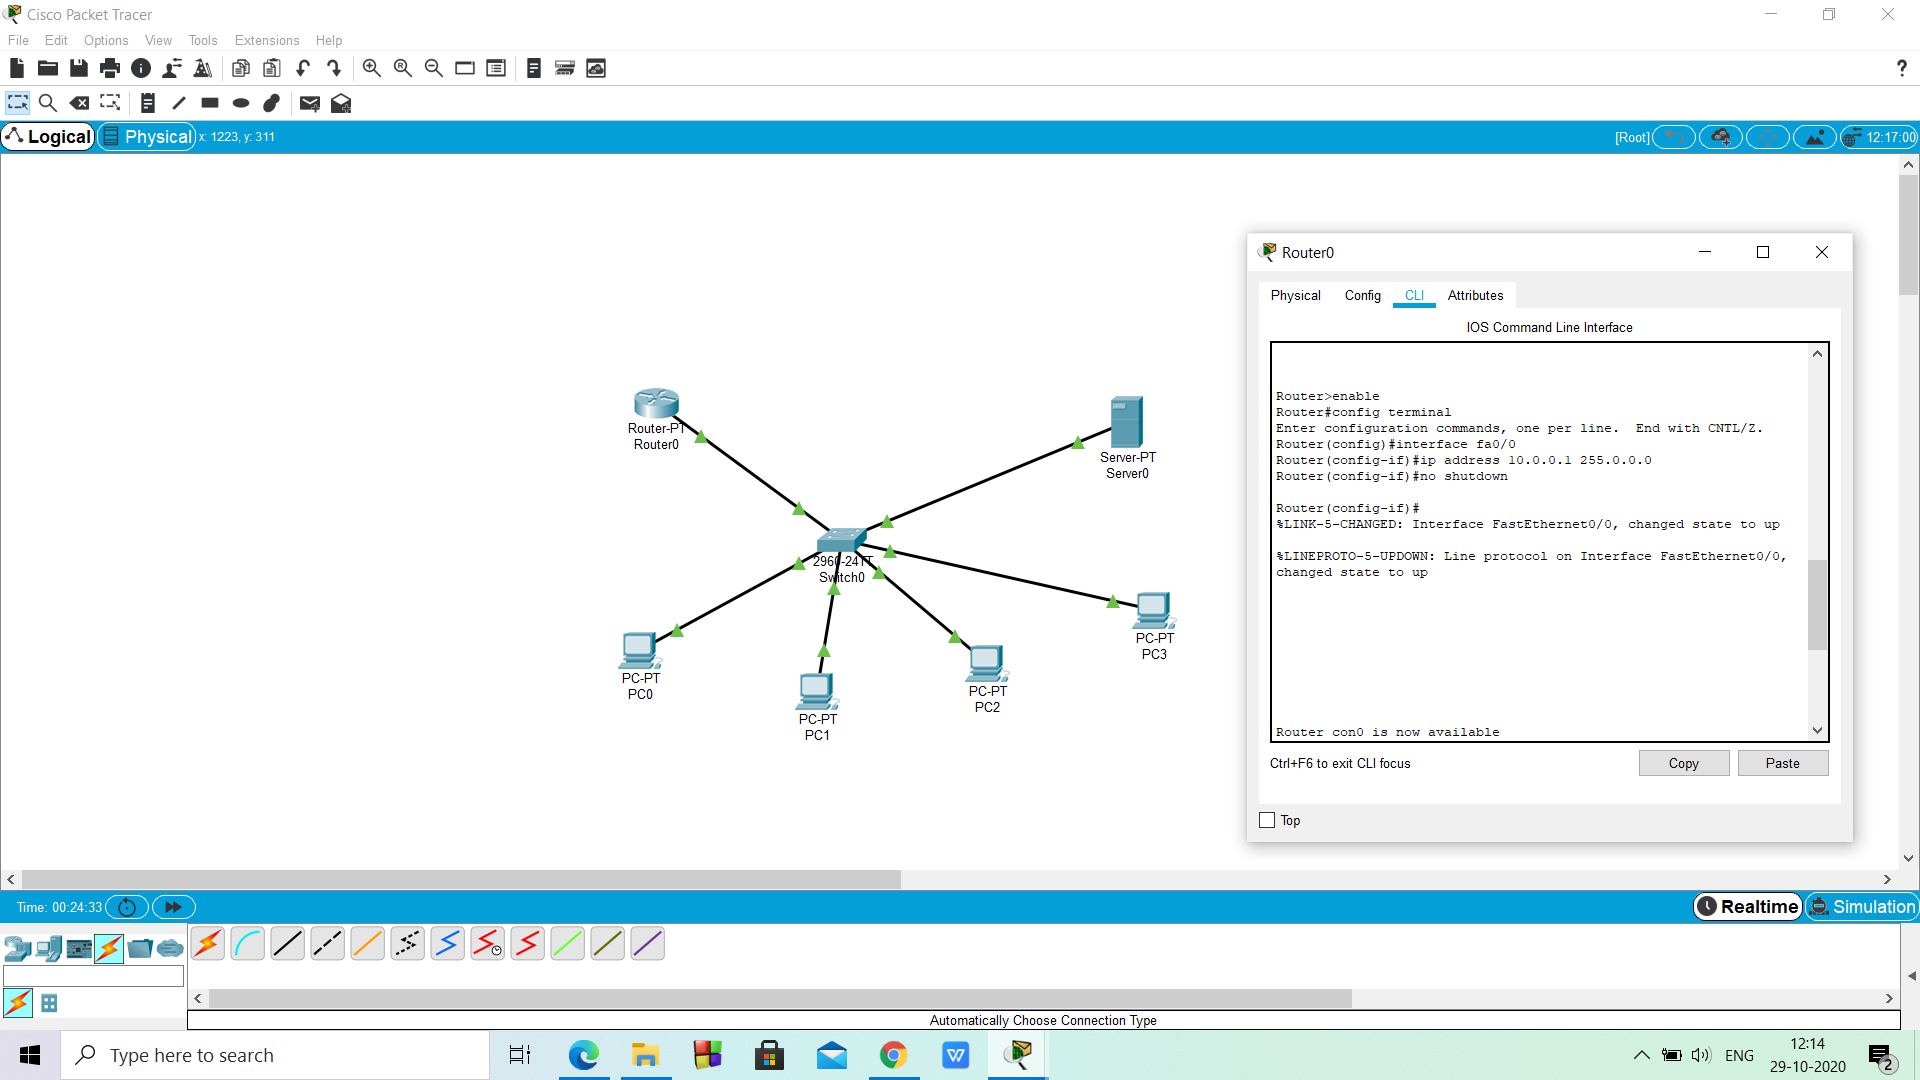 Cisco Packet Tracer
File Edit Options View Tools Extensions Help
?
Logical Physical x: 1223, y: 311
[Root] 12:17:00
Router-PT
Router0
Server-PT
Server0
2960-24TT
Switch0
PC-PT
PC0
PC-PT
PC1
PC-PT
PC2
PC-PT
PC3
Router0
Physical Config CLI Attributes
IOS Command Line Interface
Router>enable
Router#config terminal
Enter configuration commands, one per line.  End with CNTL/Z.
Router(config)#interface fa0/0
Router(config-if)#ip address 10.0.0.1 255.0.0.0
Router(config-if)#no shutdown
Router(config-if)#
%LINK-5-CHANGED: Interface FastEthernet0/0, changed state to up
%LINEPROTO-5-UPDOWN: Line protocol on Interface FastEthernet0/0,
changed state to up
Router con0 is now available
Ctrl+F6 to exit CLI focus
Copy Paste
Top
Time: 00:24:33
Realtime Simulation
Automatically Choose Connection Type
Type here to search
ENG
12:14
29-10-2020
2